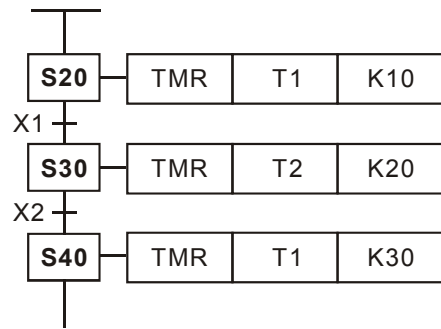 S20 TMR T1 K10
X1
S30 TMR T2 K20
X2
S40 TMR T1 K30